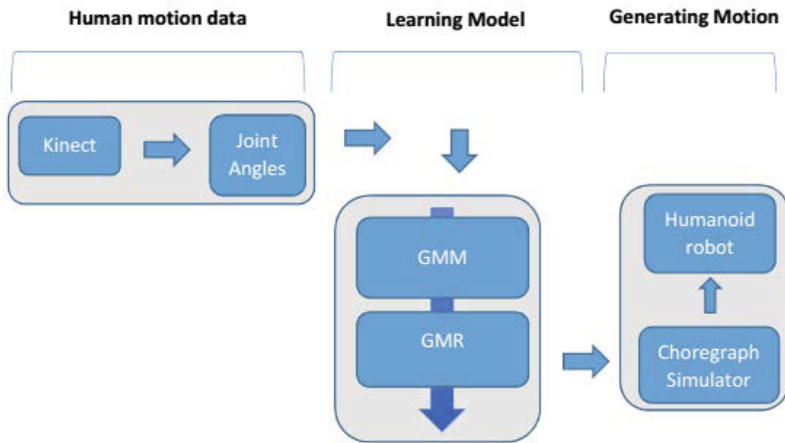 Human motion data
Learning Model
Generating Motion
Kinect
Joint
Angles
GMM
GMR
Humanoid
robot
Choregraph
Simulator